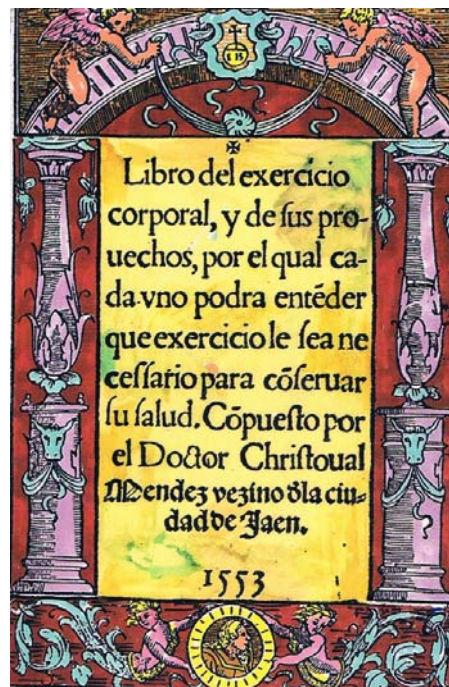 ✠
Libro del exercicio
corporal, y de ſus pro-
uechos, por el qual ca-
da vno podra entẽder
que exercicio le ſea ne
ceſſario para cõſeruar
ſu ſalud. Cõpueſto por
el Doctor Chriſtoual
Mendez vezino dla ciu-
dad de Jaen.
1553